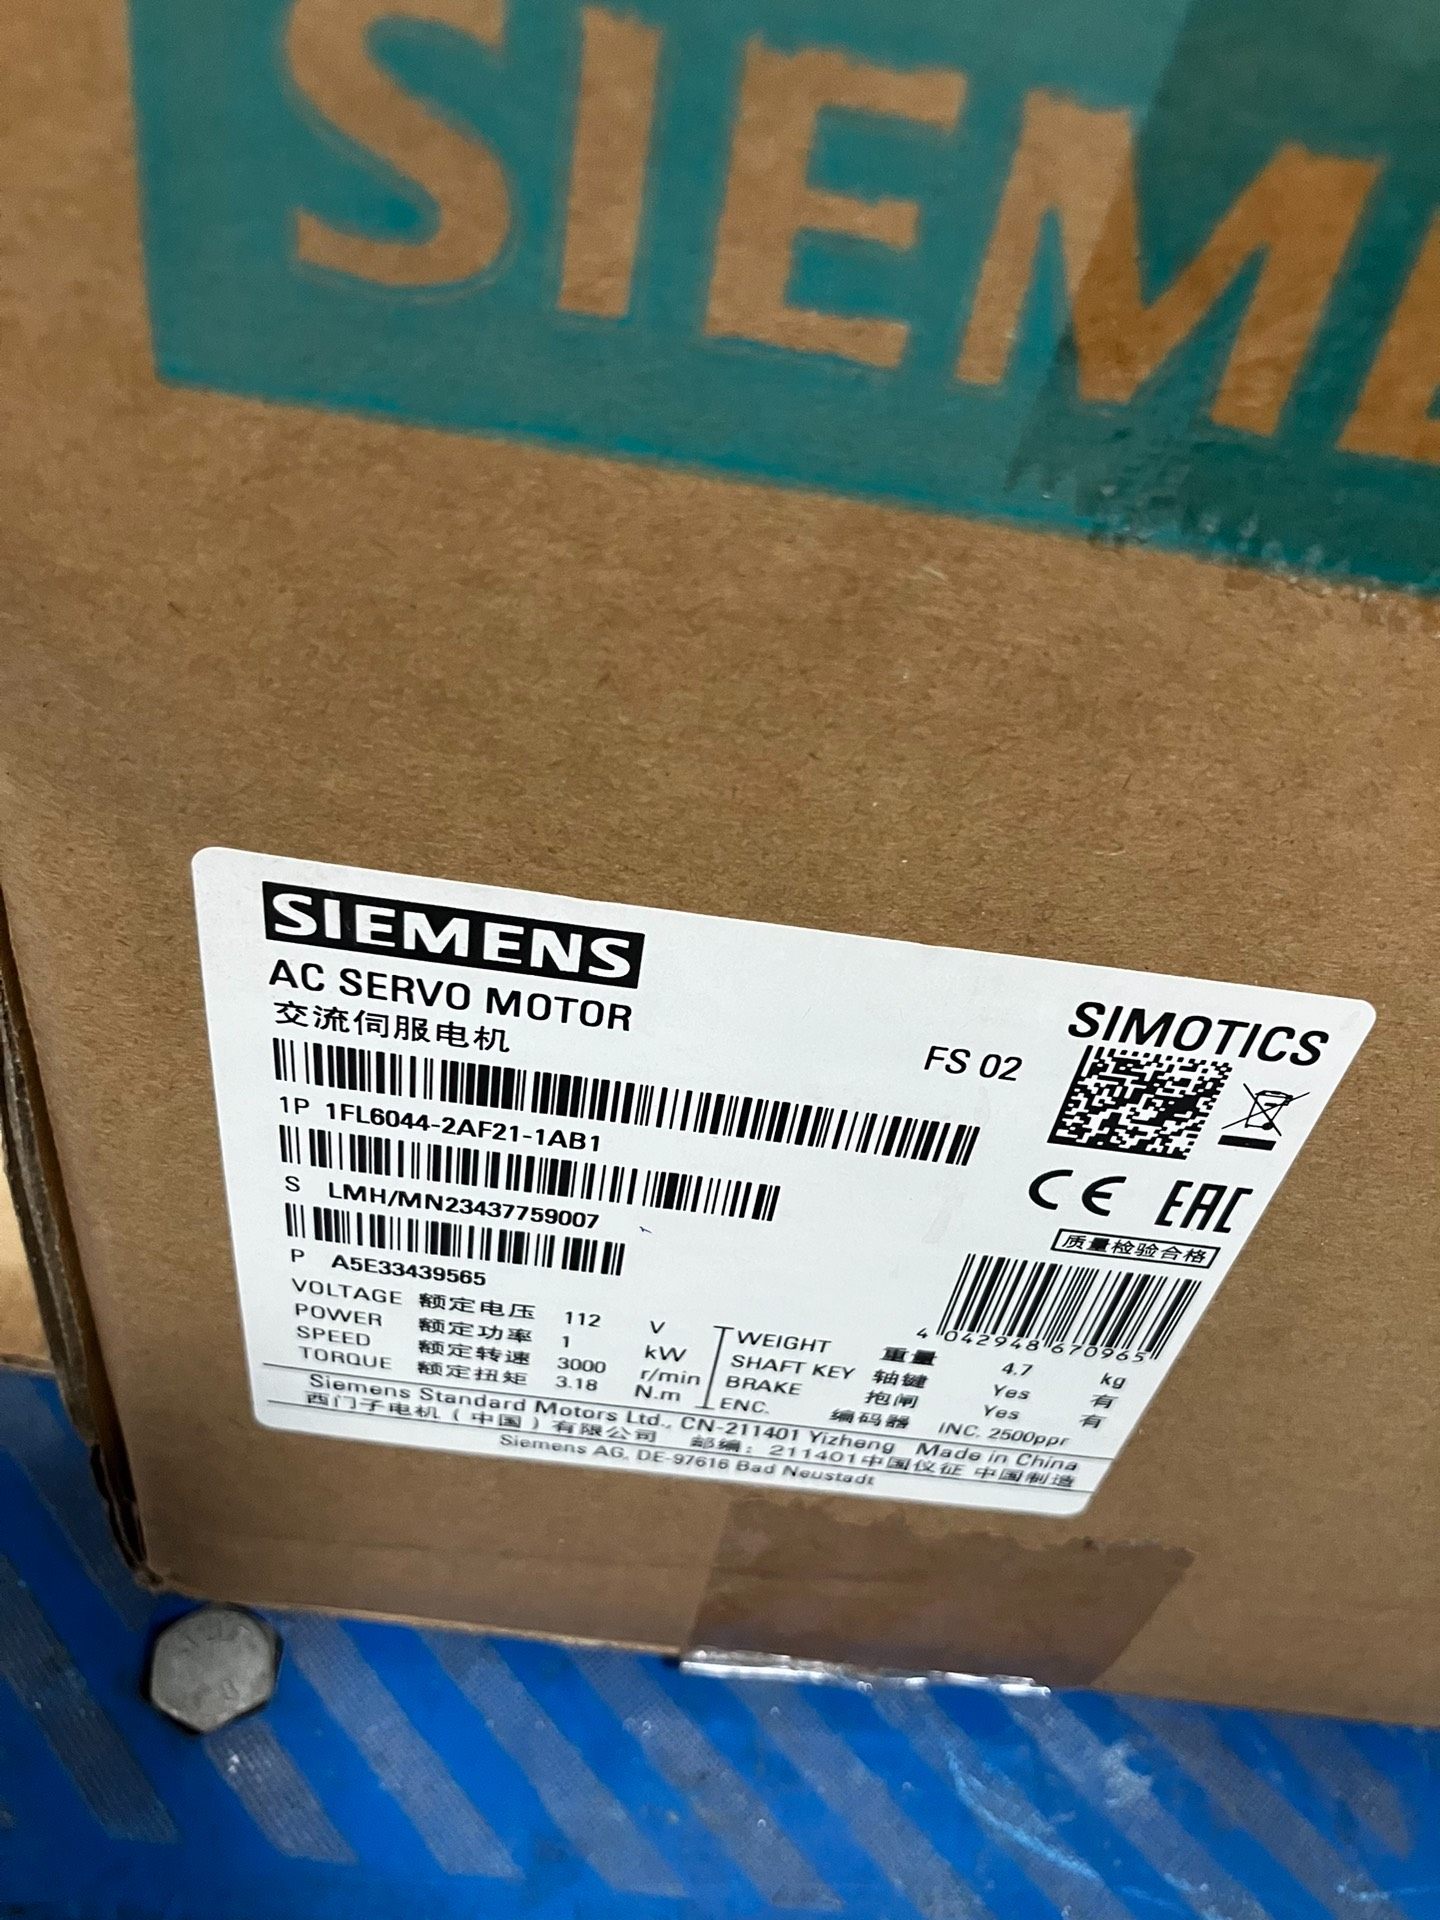 SIEME
SIEMENS
AC SERVO MOTOR
交流伺服电机
SIMOTICS
FS 02
1P 1FL6044-2AF21-1AB1
S LMH/MN23437759007
P A5E33439565
CE EAC
质量检验合格
4 042948 670965
VOLTAGE 额定电压 112 V
POWER 额定功率 1 kW
SPEED 额定转速 3000 r/min
TORQUE 额定扭矩 3.18 N.m
WEIGHT 重量 4.7 kg
SHAFT KEY 轴键 Yes 有
BRAKE 抱闸 Yes 有
ENC. 编码器 INC. 2500ppr
Siemens Standard Motors Ltd., CN-211401 Yizheng Made in China
西门子电机（中国）有限公司 邮编：211401中国仪征 中国制造
Siemens AG, DE-97616 Bad Neustadt